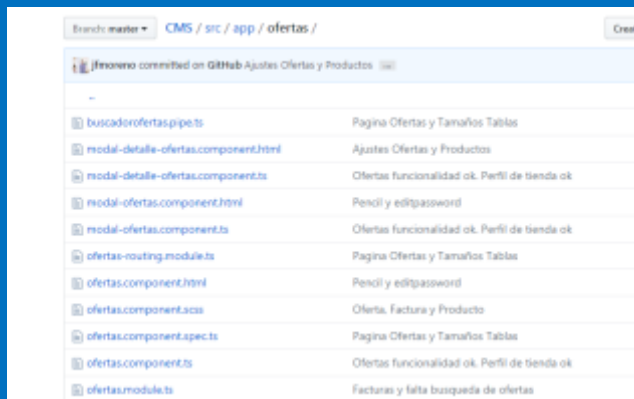 Branch: master CMS / src / app / ofertas /
Crea
jfmoreno committed on GitHub Ajustes Ofertas y Productos ...
..
buscadorofertas.pipe.ts Pagina Ofertas y Tamaños Tablas
modal-detalle-ofertas.component.html Ajustes Ofertas y Productos
modal-detalle-ofertas.component.ts Ofertas funcionalidad ok. Perfil de tienda ok
modal-ofertas.component.html Pencil y editpassword
modal-ofertas.component.ts Ofertas funcionalidad ok. Perfil de tienda ok
ofertas-routing.module.ts Pagina Ofertas y Tamaños Tablas
ofertas.component.html Pencil y editpassword
ofertas.component.scss Oferta, Factura y Producto
ofertas.component.spec.ts Pagina Ofertas y Tamaños Tablas
ofertas.component.ts Ofertas funcionalidad ok. Perfil de tienda ok
ofertas.module.ts Facturas y falta busqueda de ofertas